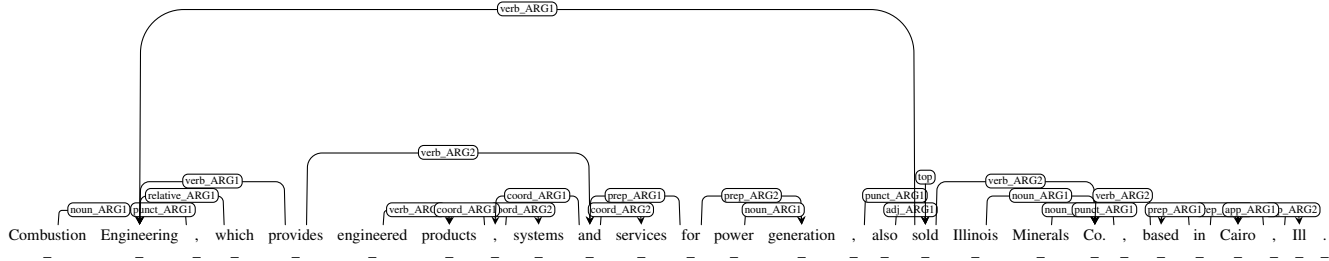 verb_ARG1
verb_ARG2
top
verb_ARG1 verb_ARG2
relative_ARG1 coord_ARG1 prep_ARG1 prep_ARG2 punct_ARG1 noun_ARG1 verb_ARG2
noun_ARG1 punct_ARG1 coord_ARG1 coord_ARG2 noun_ARG1 adj_ARG1 punct_ARG1 prep_ARG1 app_ARG1
Combustion Engineering , which provides engineered products , systems and services for power generation , also sold Illinois Minerals Co. , based in Cairo , Ill .
_ _ _ _ _ _ _ _ _ _ _ _ _ _ _ _ _ _ _ _ _ _ _ _ _ _ _